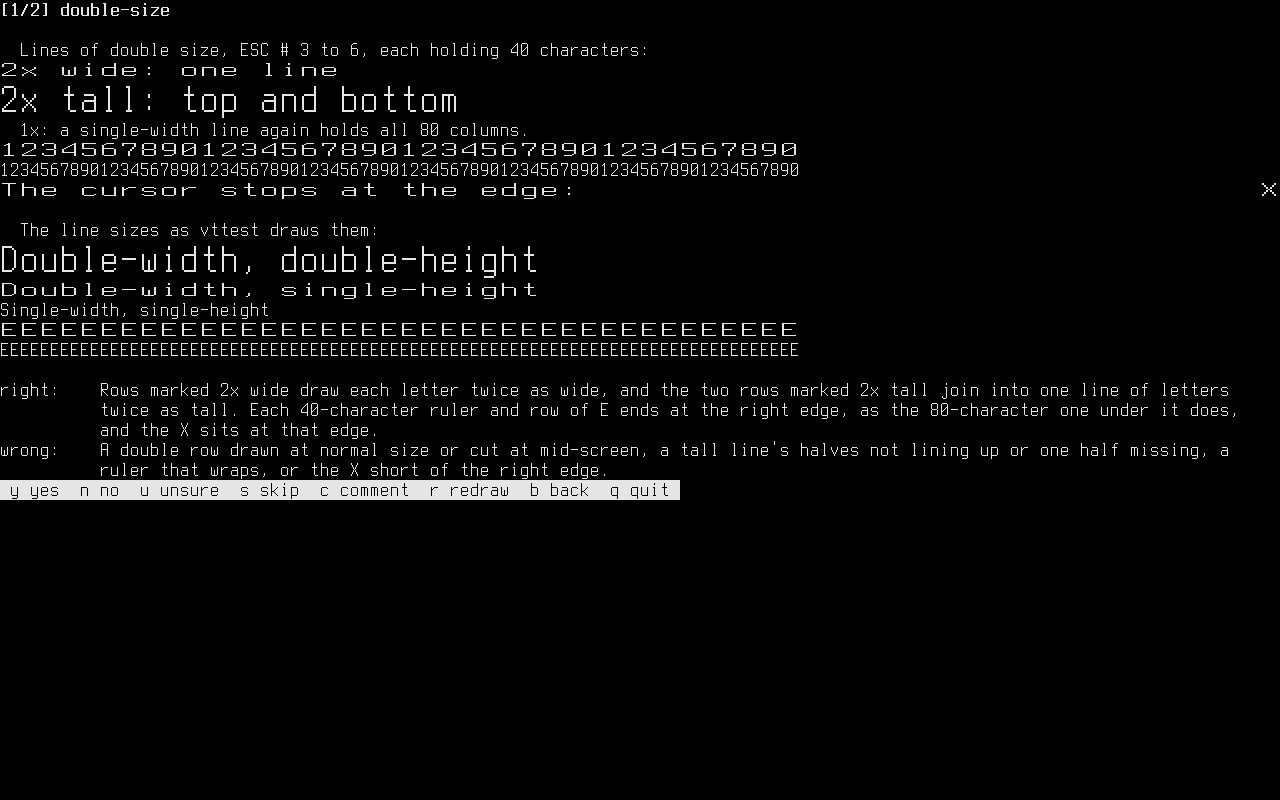 [1/2] double-size
Lines of double size, ESC # 3 to 6, each holding 40 characters:
2x wide: one line
2x tall: top and bottom
1x: a single-width line again holds all 80 columns.
1234567890123456789012345678901234567890
12345678901234567890123456789012345678901234567890123456789012345678901234567890
The cursor stops at the edge: X
The line sizes as vttest draws them:
Double-width, double-height
Double-width, single-height
Single-width, single-height
EEEEEEEEEEEEEEEEEEEEEEEEEEEEEEEEEEEEEEEE
EEEEEEEEEEEEEEEEEEEEEEEEEEEEEEEEEEEEEEEEEEEEEEEEEEEEEEEEEEEEEEEEEEEEEEEEEEEEEEEE
right: Rows marked 2x wide draw each letter twice as wide, and the two rows marked 2x tall join into one line of letters
twice as tall. Each 40-character ruler and row of E ends at the right edge, as the 80-character one under it does,
and the X sits at that edge.
wrong: A double row drawn at normal size or cut at mid-screen, a tall line's halves not lining up or one half missing, a
ruler that wraps, or the X short of the right edge.
y yes n no u unsure s skip c comment r redraw b back q quit